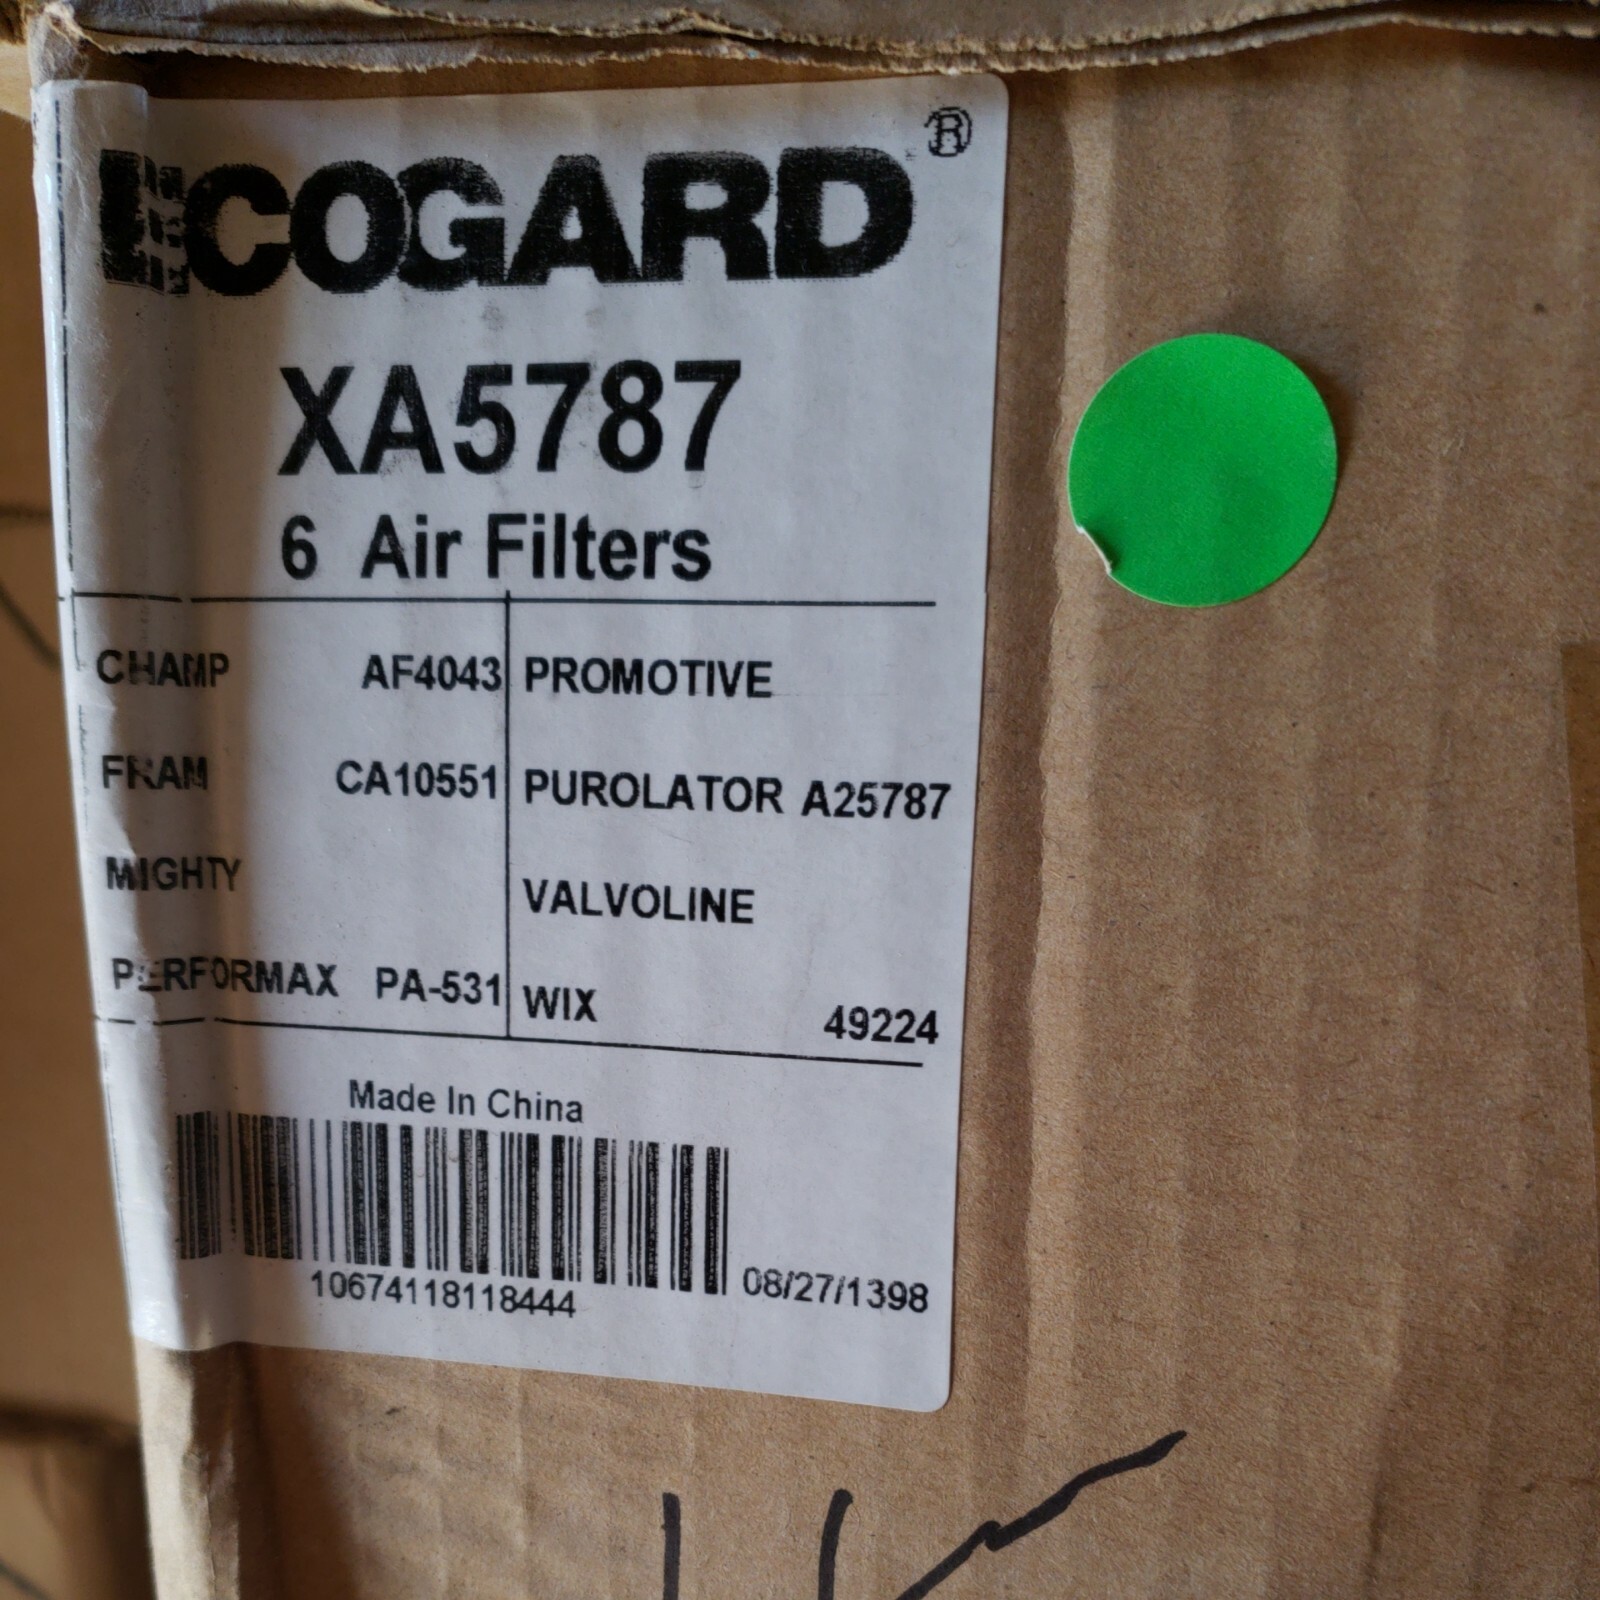 ECOGARD®
XA5787
6 Air Filters
CHAMP AF4043 PROMOTIVE
FRAM CA10551 PUROLATOR A25787
MIGHTY VALVOLINE
PERFORMAX PA-531 WIX 49224
Made In China
10674118118444 08/27/1398